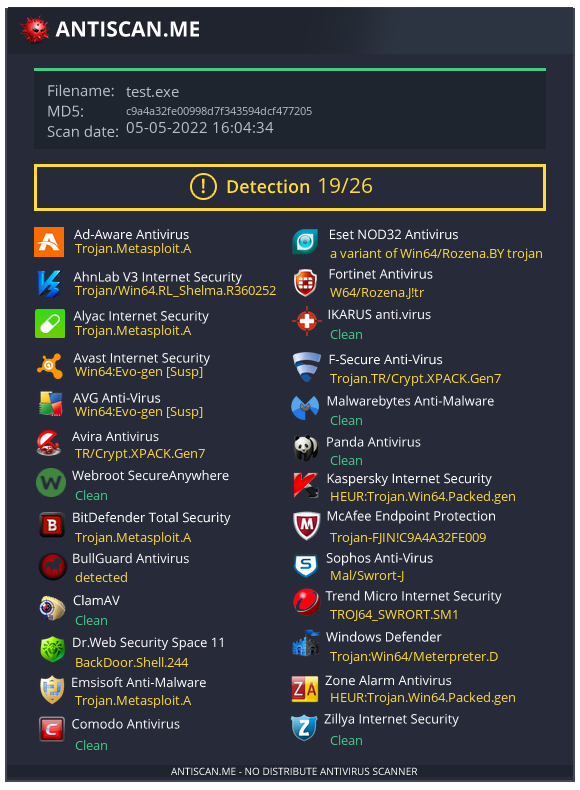 ANTISCAN.ME
Filename: test.exe
MD5: c9a4a32fe00998d7f343594dcf477205
Scan date: 05-05-2022 16:04:34
! Detection 19/26
Ad-Aware Antivirus
Trojan.Metasploit.A
AhnLab V3 Internet Security
Trojan/Win64.RL_Shelma.R360252
Alyac Internet Security
Trojan.Metasploit.A
Avast Internet Security
Win64:Evo-gen [Susp]
AVG Anti-Virus
Win64:Evo-gen [Susp]
Avira Antivirus
TR/Crypt.XPACK.Gen7
Webroot SecureAnywhere
Clean
BitDefender Total Security
Trojan.Metasploit.A
BullGuard Antivirus
detected
ClamAV
Clean
Dr.Web Security Space 11
BackDoor.Shell.244
Emsisoft Anti-Malware
Trojan.Metasploit.A
Comodo Antivirus
Clean
Eset NOD32 Antivirus
a variant of Win64/Rozena.BY trojan
Fortinet Antivirus
W64/Rozena.J!tr
IKARUS anti.virus
Clean
F-Secure Anti-Virus
Trojan.TR/Crypt.XPACK.Gen7
Malwarebytes Anti-Malware
Clean
Panda Antivirus
Clean
Kaspersky Internet Security
HEUR:Trojan.Win64.Packed.gen
McAfee Endpoint Protection
Trojan-FJIN!C9A4A32FE009
Sophos Anti-Virus
Mal/Swrort-J
Trend Micro Internet Security
TROJ64_SWRORT.SM1
Windows Defender
Trojan:Win64/Meterpreter.D
Zone Alarm Antivirus
HEUR:Trojan.Win64.Packed.gen
Zillya Internet Security
Clean
ANTISCAN.ME - NO DISTRIBUTE ANTIVIRUS SCANNER